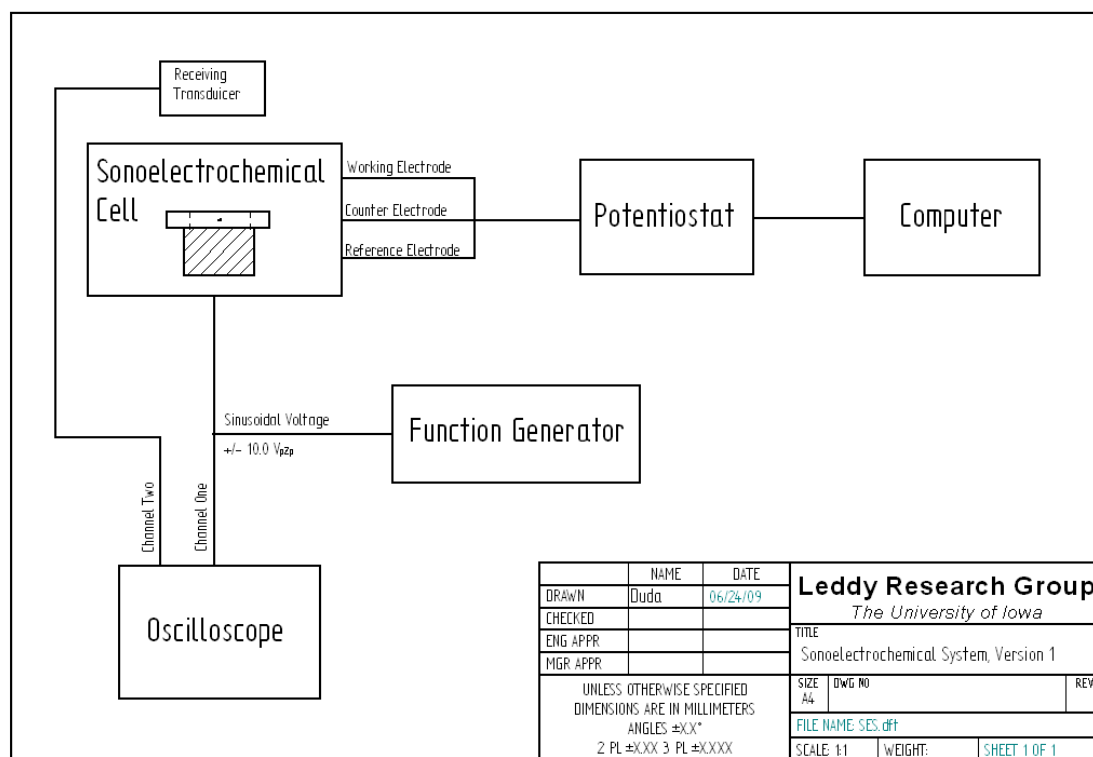 Receiving
Transduicer
Sonoelectrochemical
Cell
Working Electrode
Counter Electrode
Reference Electrode
Potentiostat
Computer
Sinusoidal Voltage
+/- 10.0 Vp2p
Function Generator
Channel Two
Channel One
Oscilloscope
NAME DATE
DRAWN Duda 06/24/09
CHECKED
ENG APPR
MGR APPR
UNLESS OTHERWISE SPECIFIED
DIMENSIONS ARE IN MILLIMETERS
ANGLES ±X.X°
2 PL ±X.XX 3 PL ±X.XXX
Leddy Research Group
The University of Iowa
TITLE
Sonoelectrochemical System, Version 1
SIZE DWG NO REV
A4
FILE NAME: SES.dft
SCALE: 1:1 WEIGHT: SHEET 1 OF 1